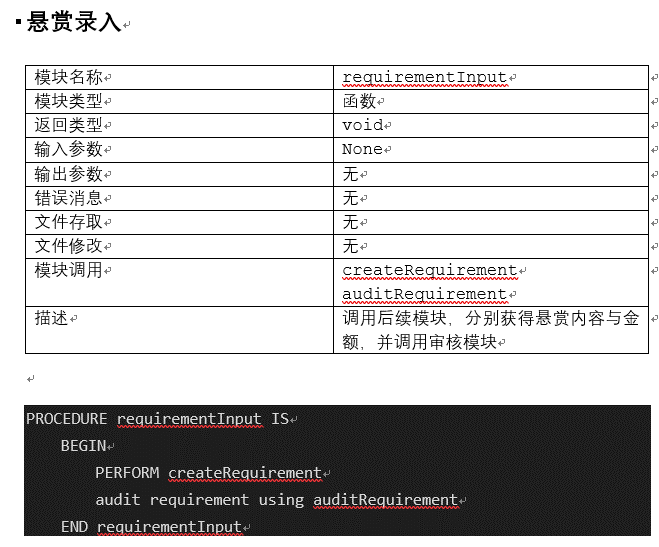 悬赏录入
模块名称 requirementInput
模块类型 函数
返回类型 void
输入参数 None
输出参数 无
错误消息 无
文件存取 无
文件修改 无
模块调用 createRequirement
auditRequirement
描述 调用后续模块，分别获得悬赏内容与金
额，并调用审核模块
PROCEDURE requirementInput IS
BEGIN
PERFORM createRequirement
audit requirement using auditRequirement
END requirementInput